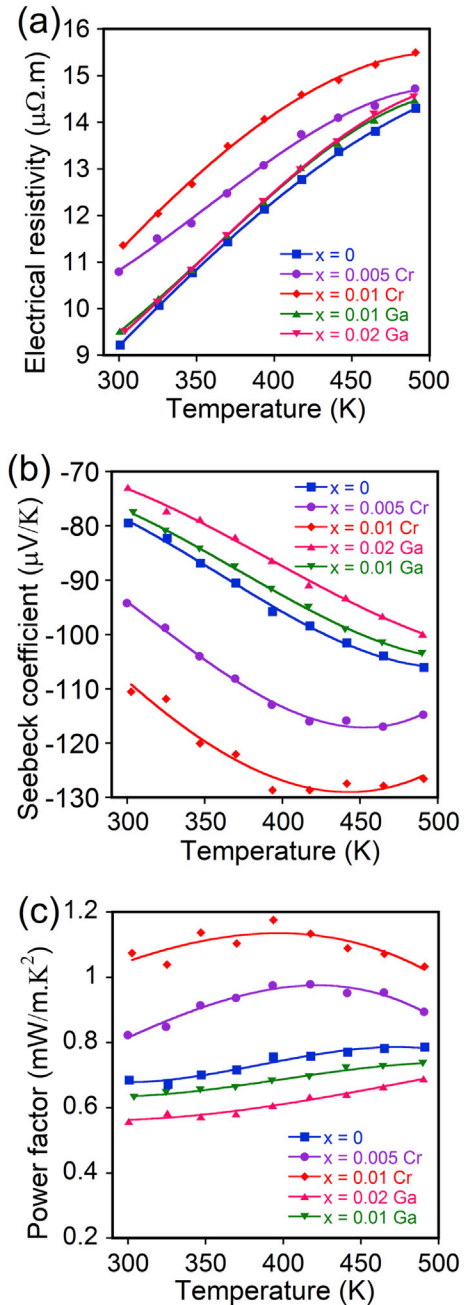 (a)
16
15
14
13
12
11
10
9
Electrical resistivity (μΩ.m)
x = 0
x = 0.005 Cr
x = 0.01 Cr
x = 0.01 Ga
x = 0.02 Ga
300 350 400 450 500
Temperature (K)
(b)
-70
-80
-90
-100
-110
-120
-130
Seebeck coefficient (μV/K)
x = 0
x = 0.005 Cr
x = 0.01 Cr
x = 0.02 Ga
x = 0.01 Ga
300 350 400 450 500
Temperature (K)
(c)
1.2
1
0.8
0.6
0.4
0.2
Power factor (mW/m.K²)
x = 0
x = 0.005 Cr
x = 0.01 Cr
x = 0.02 Ga
x = 0.01 Ga
300 350 400 450 500
Temperature (K)